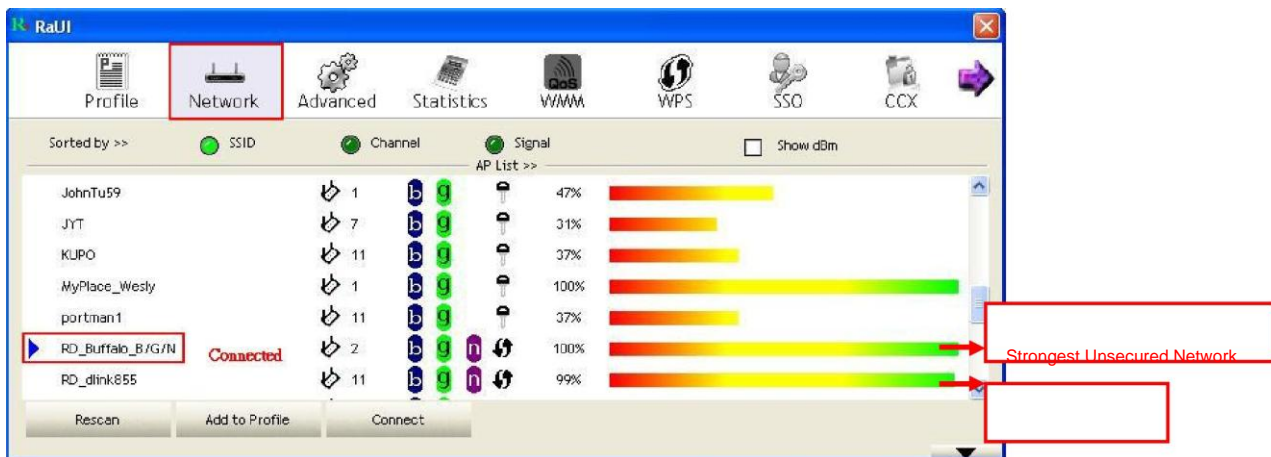 RaUI
Profile Network Advanced Statistics QoS WMM WPS SSO CCX
Sorted by >> SSID Channel Signal Show dBm
AP List >>
JohnTu59 1 b g 47%
JYT 7 b g 31%
KUPO 11 b g 37%
MyPlace_Wesly 1 b g 100%
portman1 11 b g 37%
RD_Buffalo_B/G/N Connected 2 b g n 100%
Strongest Unsecured Network
RD_dlink855 11 b g n 99%
Rescan Add to Profile Connect